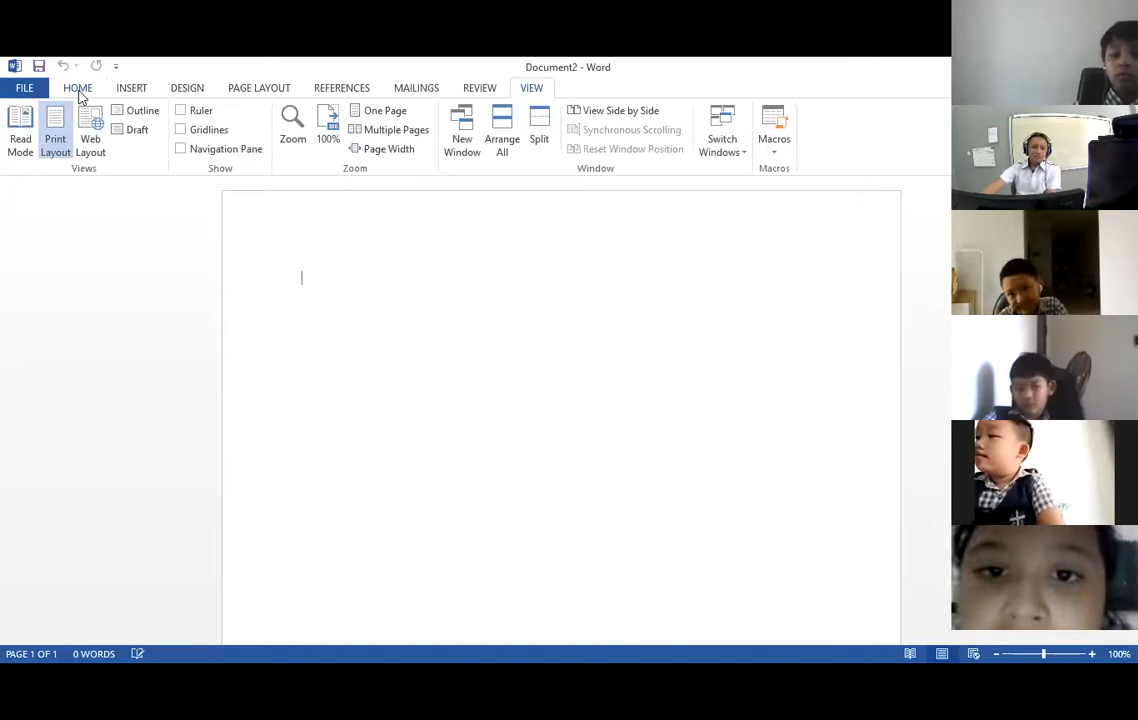 Document2 - Word
FILE HOME INSERT DESIGN PAGE LAYOUT REFERENCES MAILINGS REVIEW VIEW
Read Mode
Print Layout
Web Layout
Outline
Draft
Views
Ruler
Gridlines
Navigation Pane
Show
Zoom
100%
One Page
Multiple Pages
Page Width
Zoom
New Window
Arrange All
Split
View Side by Side
Synchronous Scrolling
Reset Window Position
Window
Switch Windows
Macros
Macros
PAGE 1 OF 1 0 WORDS 100%